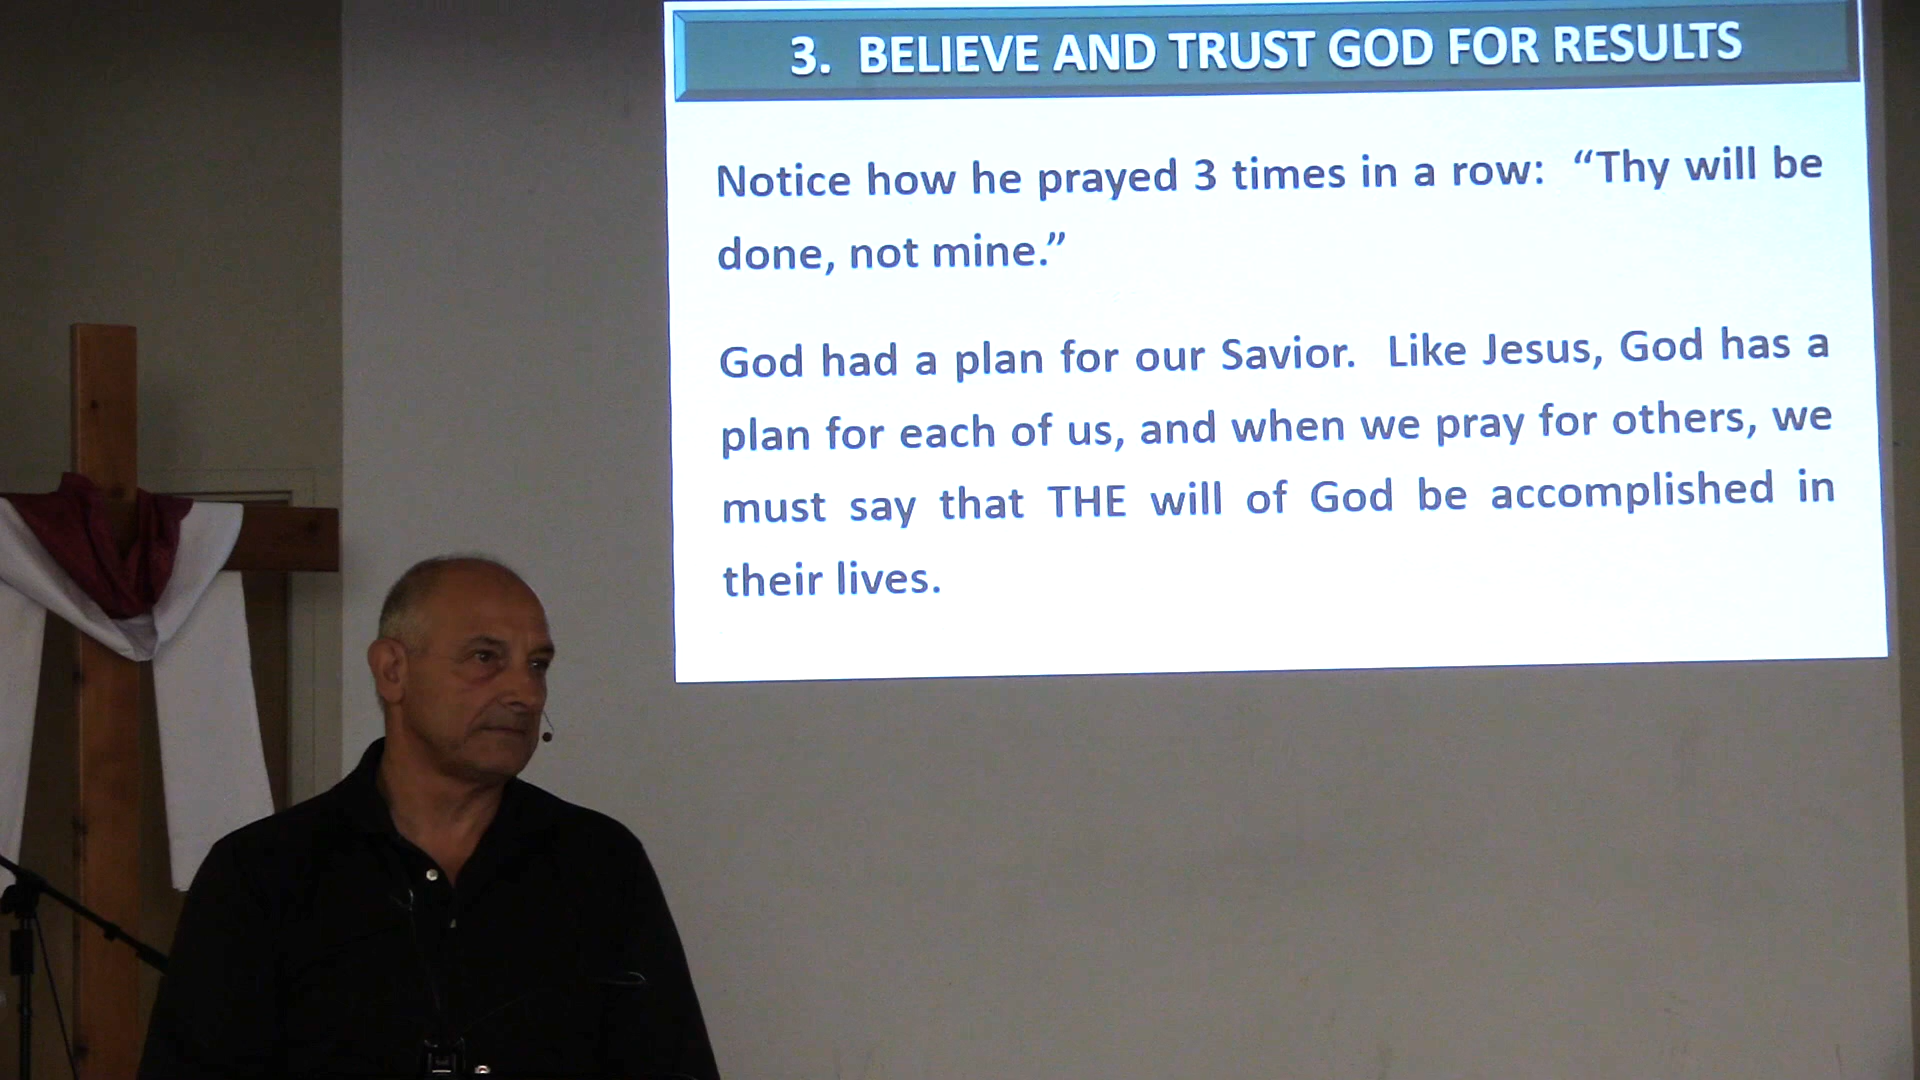 3. BELIEVE AND TRUST GOD FOR RESULTS
Notice how he prayed 3 times in a row: “Thy will be
done, not mine.”
God had a plan for our Savior. Like Jesus, God has a
plan for each of us, and when we pray for others, we
must say that THE will of God be accomplished in
their lives.